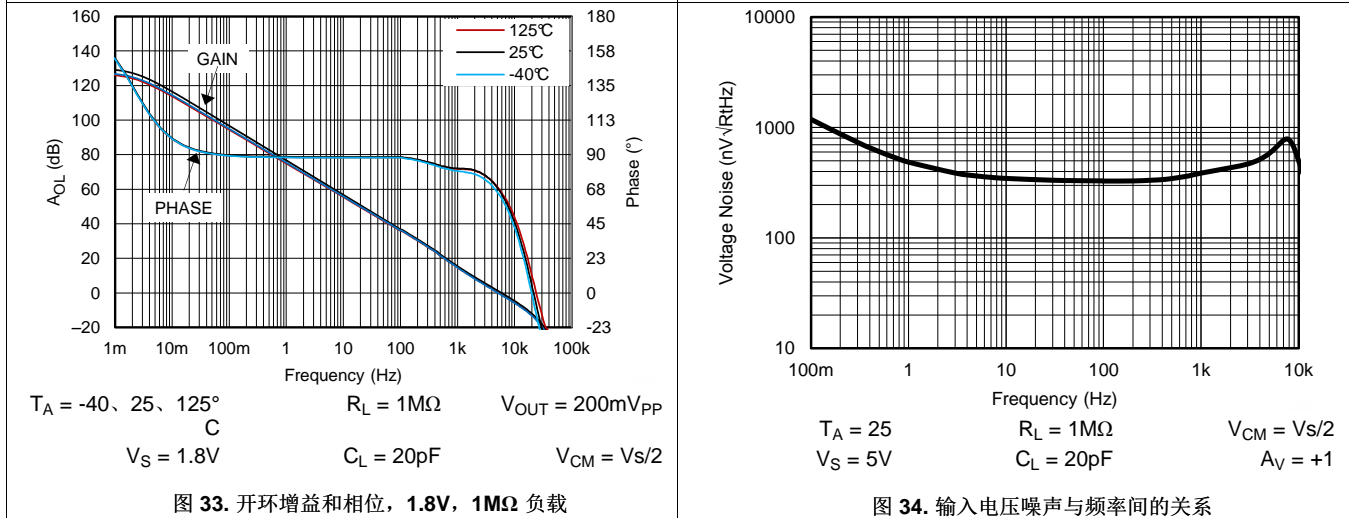 160
140
120
100
80
60
40
20
0
–20
180
158
135
113
90
68
45
23
0
-23
A_OL (dB)
Phase (°)
GAIN
PHASE
125℃
25℃
-40℃
1m 10m 100m 1 10 100 1k 10k 100k
Frequency (Hz)
T_A = -40、25、125°
C
R_L = 1MΩ
V_OUT = 200mV_PP
V_S = 1.8V
C_L = 20pF
V_CM = Vs/2
图 33. 开环增益和相位，1.8V，1MΩ 负载
10000
1000
100
10
Voltage Noise (nV√RtHz)
100m 1 10 100 1k 10k
Frequency (Hz)
T_A = 25
R_L = 1MΩ
V_CM = Vs/2
V_S = 5V
C_L = 20pF
A_V = +1
图 34. 输入电压噪声与频率间的关系